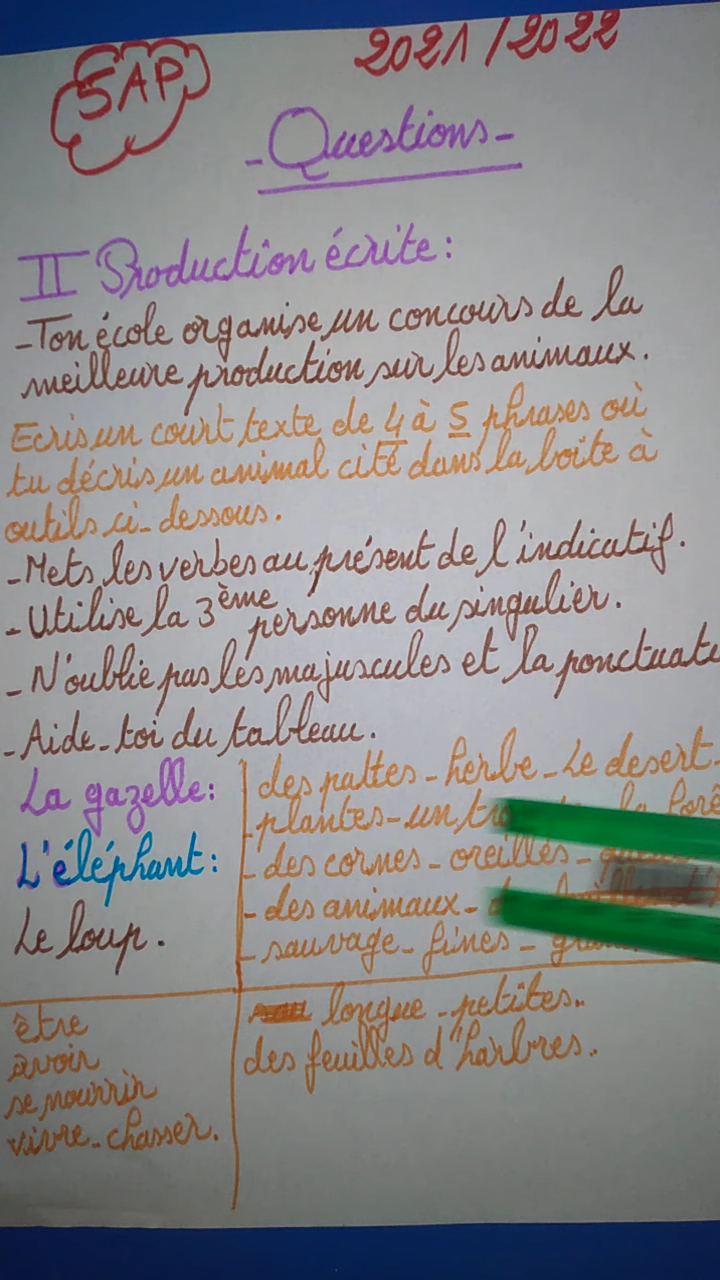 5AP
2021/2022
- Questions -
II Production écrite:
- Ton école organise un concours de la
meilleure production sur les animaux.
Ecris un court texte de 4 à 5 phrases où
tu décris un animal cité dans la boîte à
outils ci-dessous.
- Mets les verbes au présent de l'indicatif.
- Utilise la 3ème personne du singulier.
- N'oublie pas les majuscules et la ponctuati
- Aide-toi du tableau.
La gazelle:
L'éléphant:
Le loup.
des pattes - herbe - Le desert -
- plantes - un la
- des cornes - oreilles -
- des animaux -
- sauvage - fines -
être
avoir
se nourrir
vivre - chasser.
longue - petites..
des feuilles d'harbres..